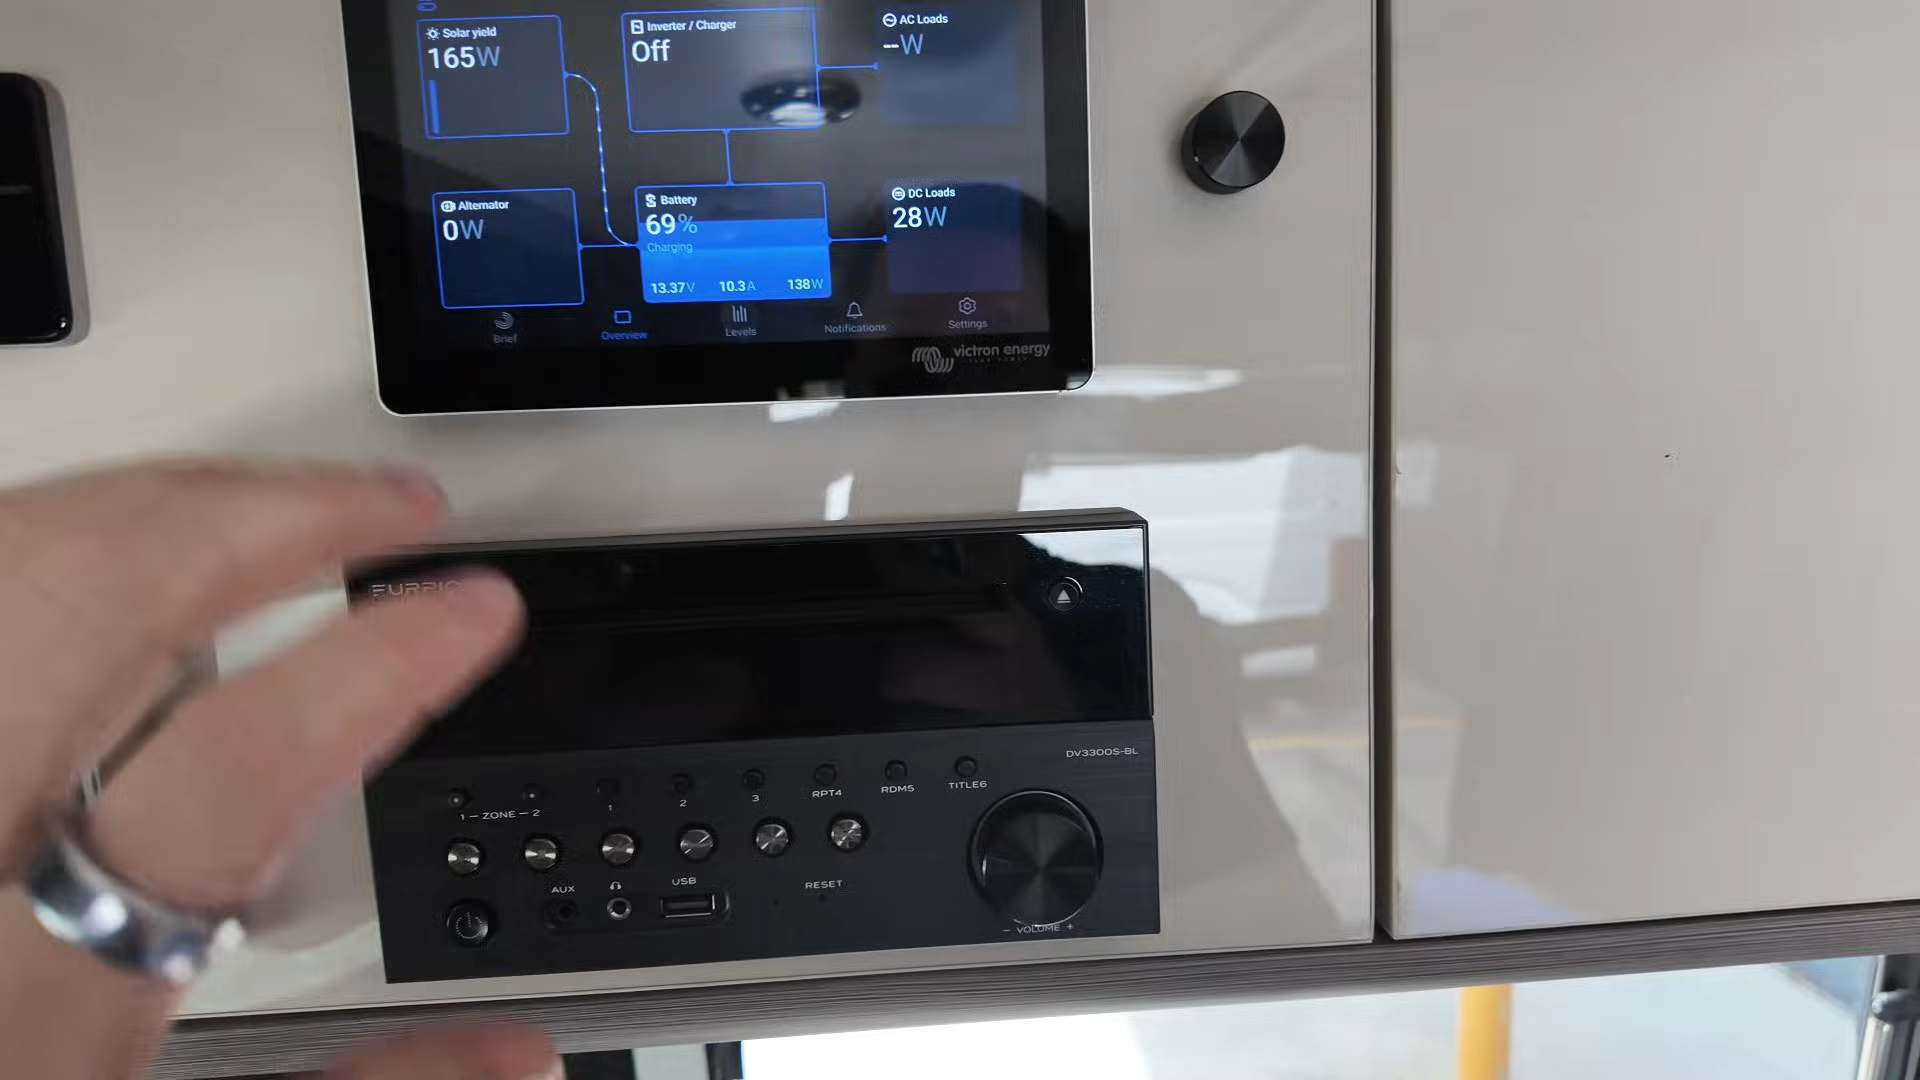 Solar yield
165W
Inverter / Charger
Off
AC Loads
--W
Alternator
0W
Battery
69%
Charging
13.37V 10.3A 138W
DC Loads
28W
Brief
Overview
Levels
Notifications
Settings
victron energy
DV3300S-BL
1 — ZONE — 2
1
2
3
RPT4
RDM5
TITLE6
AUX
USB
RESET
− VOLUME +